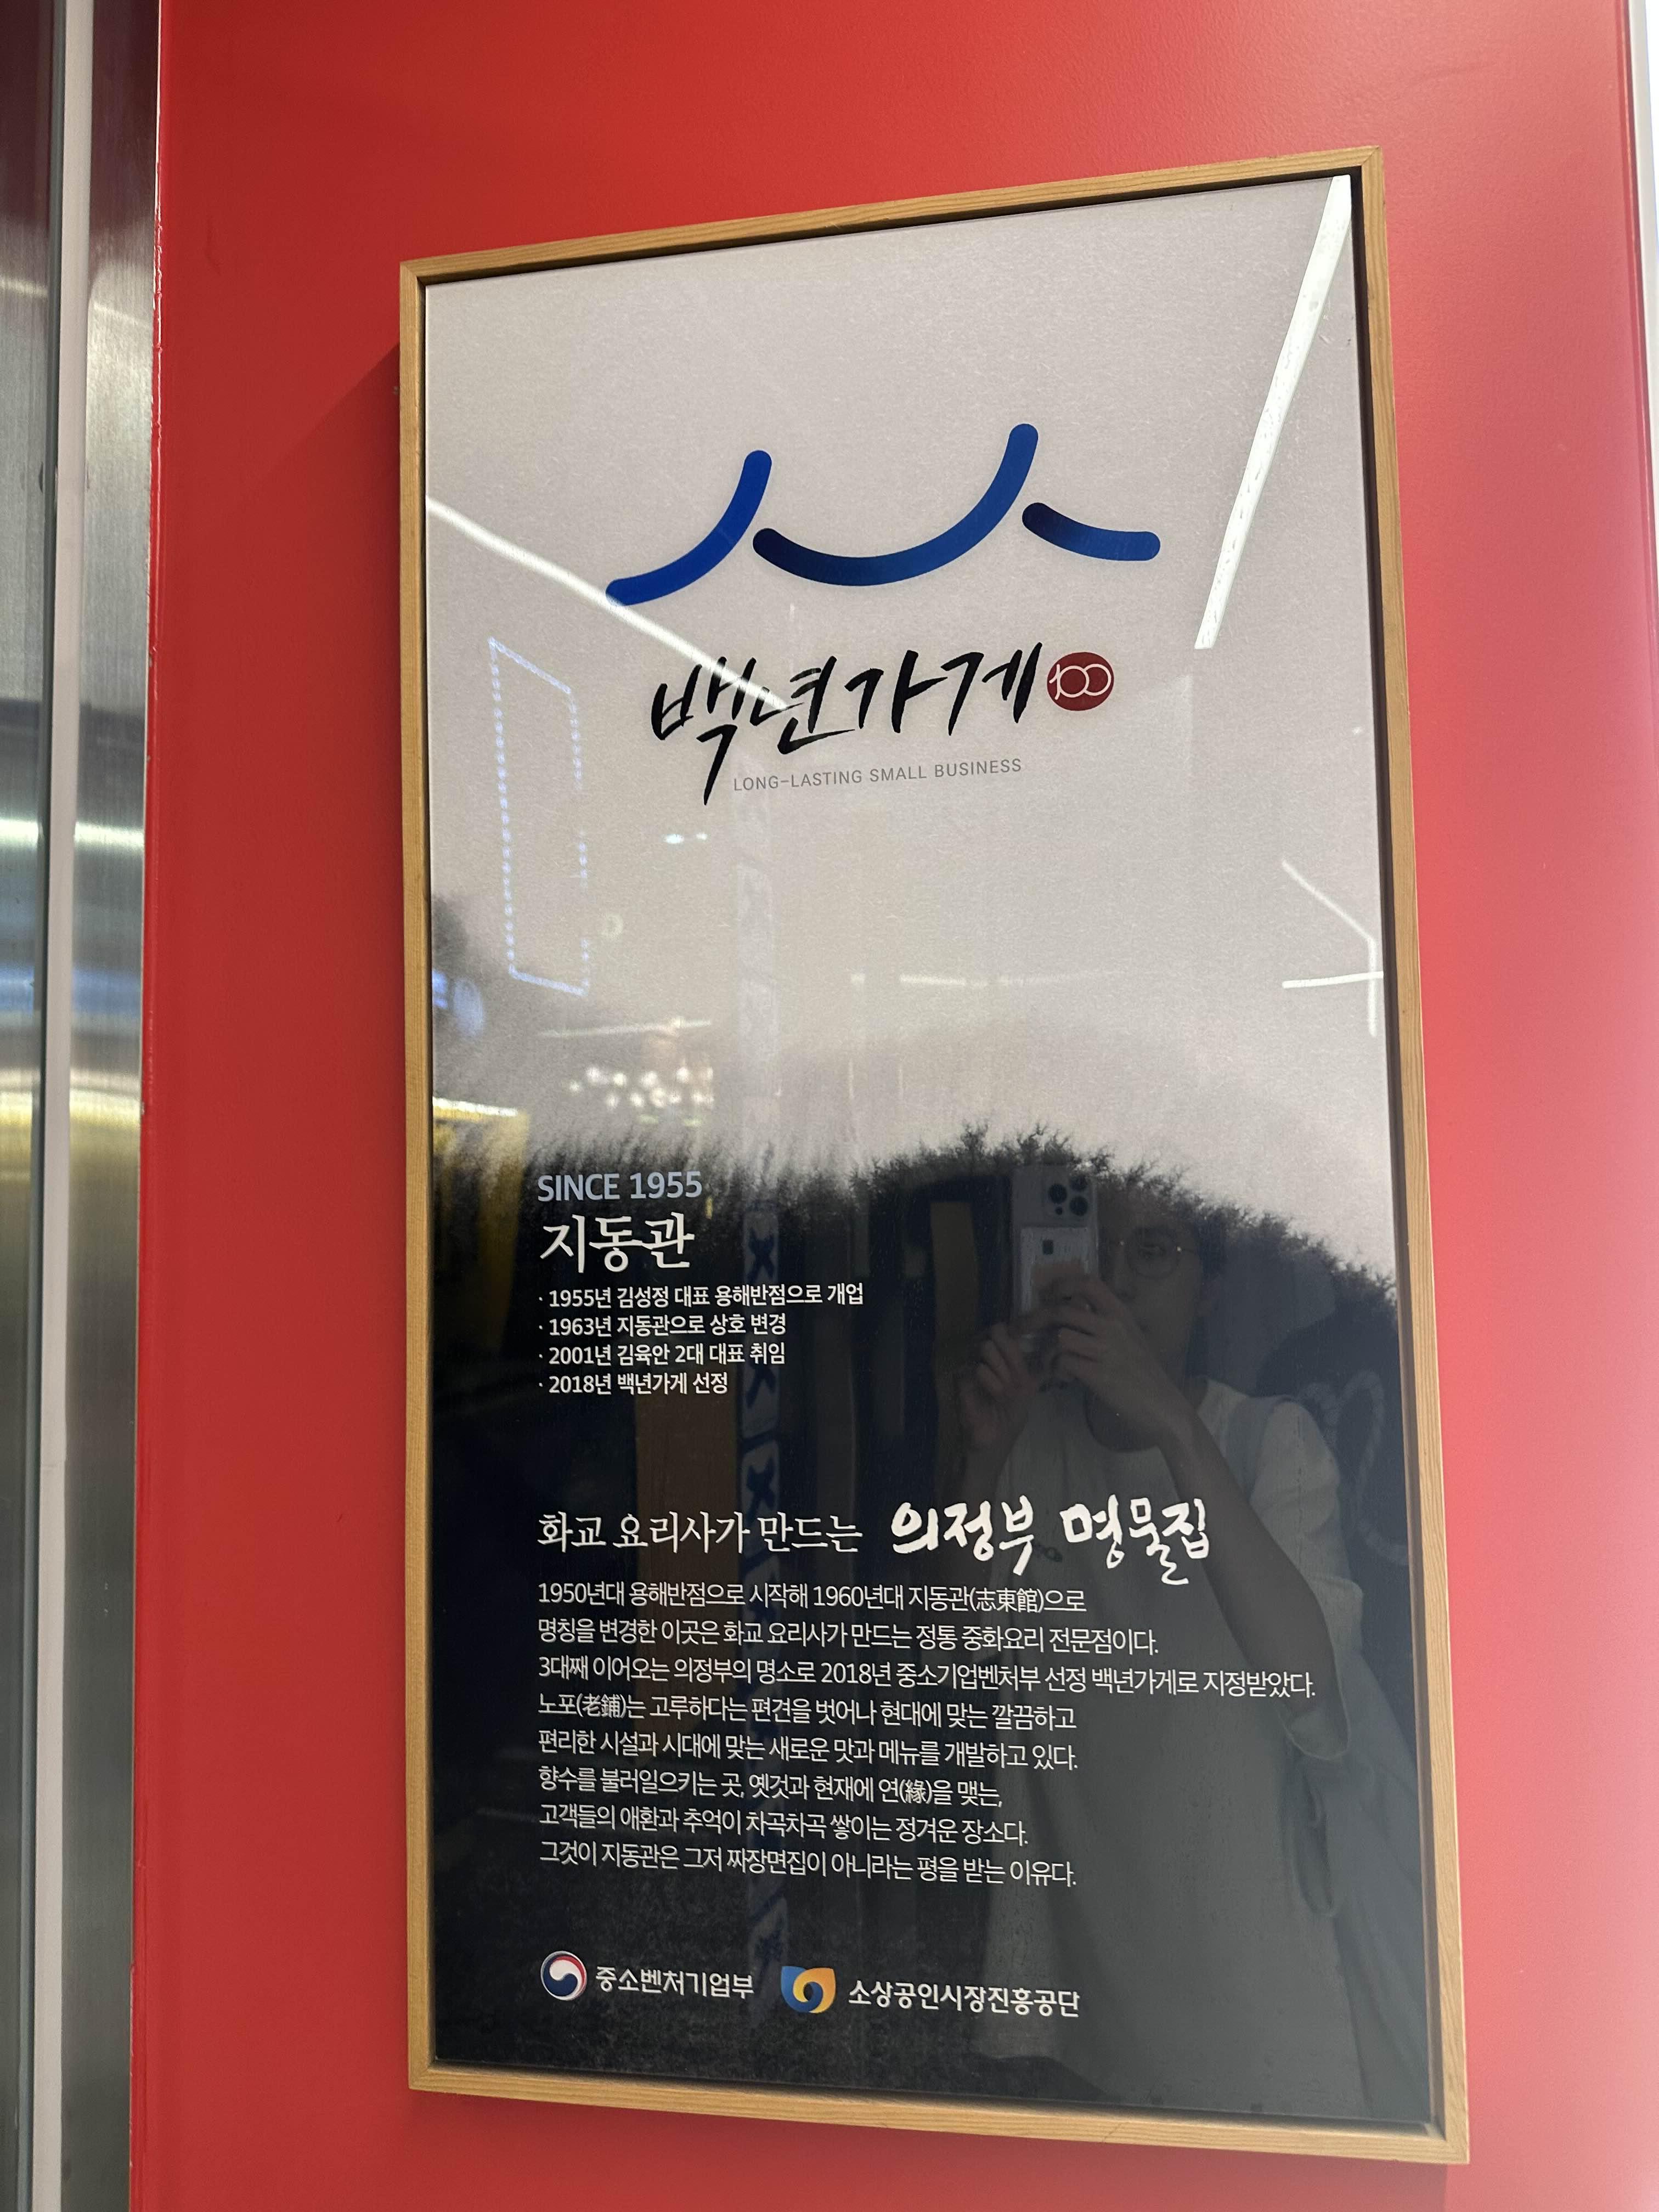 백년가게 100
LONG-LASTING SMALL BUSINESS
SINCE 1955
지동관
· 1955년 김성정 대표 용해반점으로 개업
· 1963년 지동관으로 상호 변경
· 2001년 김육안 2대 대표 취임
· 2018년 백년가게 선정
화교 요리사가 만드는 의정부 명물집
1950년대 용해반점으로 시작해 1960년대 지동관(志東館)으로
명칭을 변경한 이곳은 화교 요리사가 만드는 정통 중화요리 전문점이다.
3대째 이어오는 의정부의 명소로 2018년 중소기업벤처부 선정 백년가게로 지정받았다.
노포(老鋪)는 고루하다는 편견을 벗어나 현대에 맞는 깔끔하고
편리한 시설과 시대에 맞는 새로운 맛과 메뉴를 개발하고 있다.
향수를 불러일으키는 곳, 옛것과 현재에 연(緣)을 맺는,
고객들의 애환과 추억이 차곡차곡 쌓이는 정겨운 장소다.
그것이 지동관은 그저 짜장면집이 아니라는 평을 받는 이유다.
중소벤처기업부 소상공인시장진흥공단